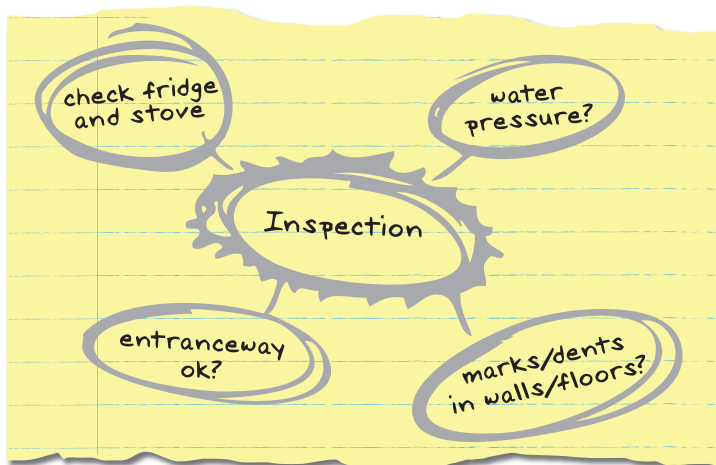 check fridge
and stove
water
pressure?
Inspection
entranceway
ok?
marks/dents
in walls/floors?